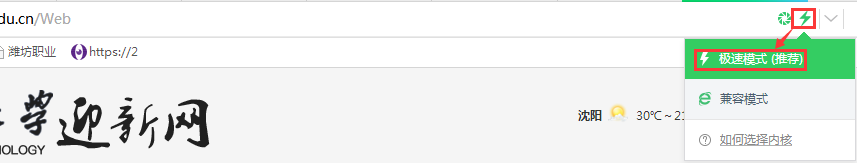 du.cn/Web
潍坊职业
https://2
极速模式 (推荐)
学迎新网
NOLOGY
沈阳
30℃ ~ 2
兼容模式
如何选择内核